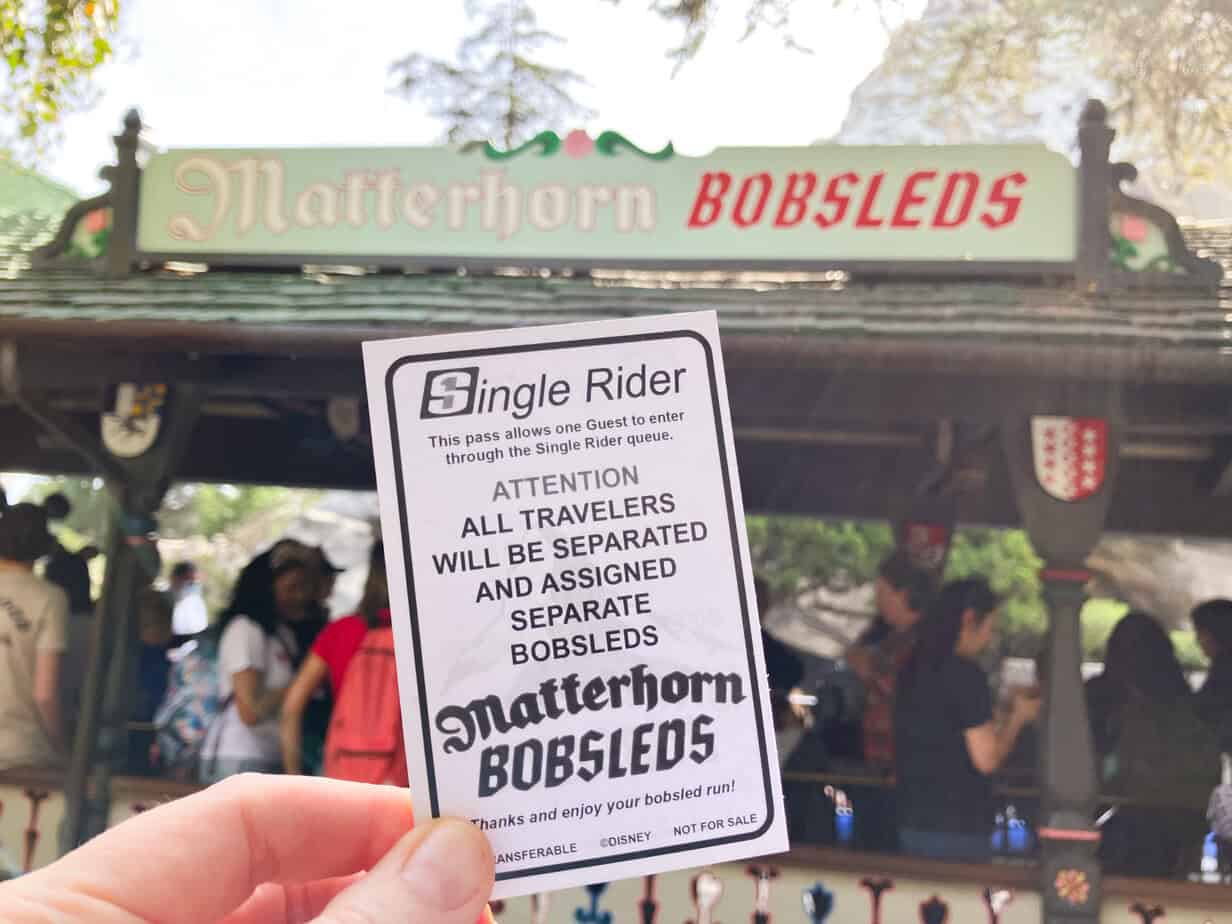 Matterhorn BOBSLEDS
Single Rider
This pass allows one Guest to enter
through the Single Rider queue.
ATTENTION
ALL TRAVELERS
WILL BE SEPARATED
AND ASSIGNED
SEPARATE
BOBSLEDS
Matterhorn
BOBSLEDS
Thanks and enjoy your bobsled run!
©DISNEY NOT FOR SALE